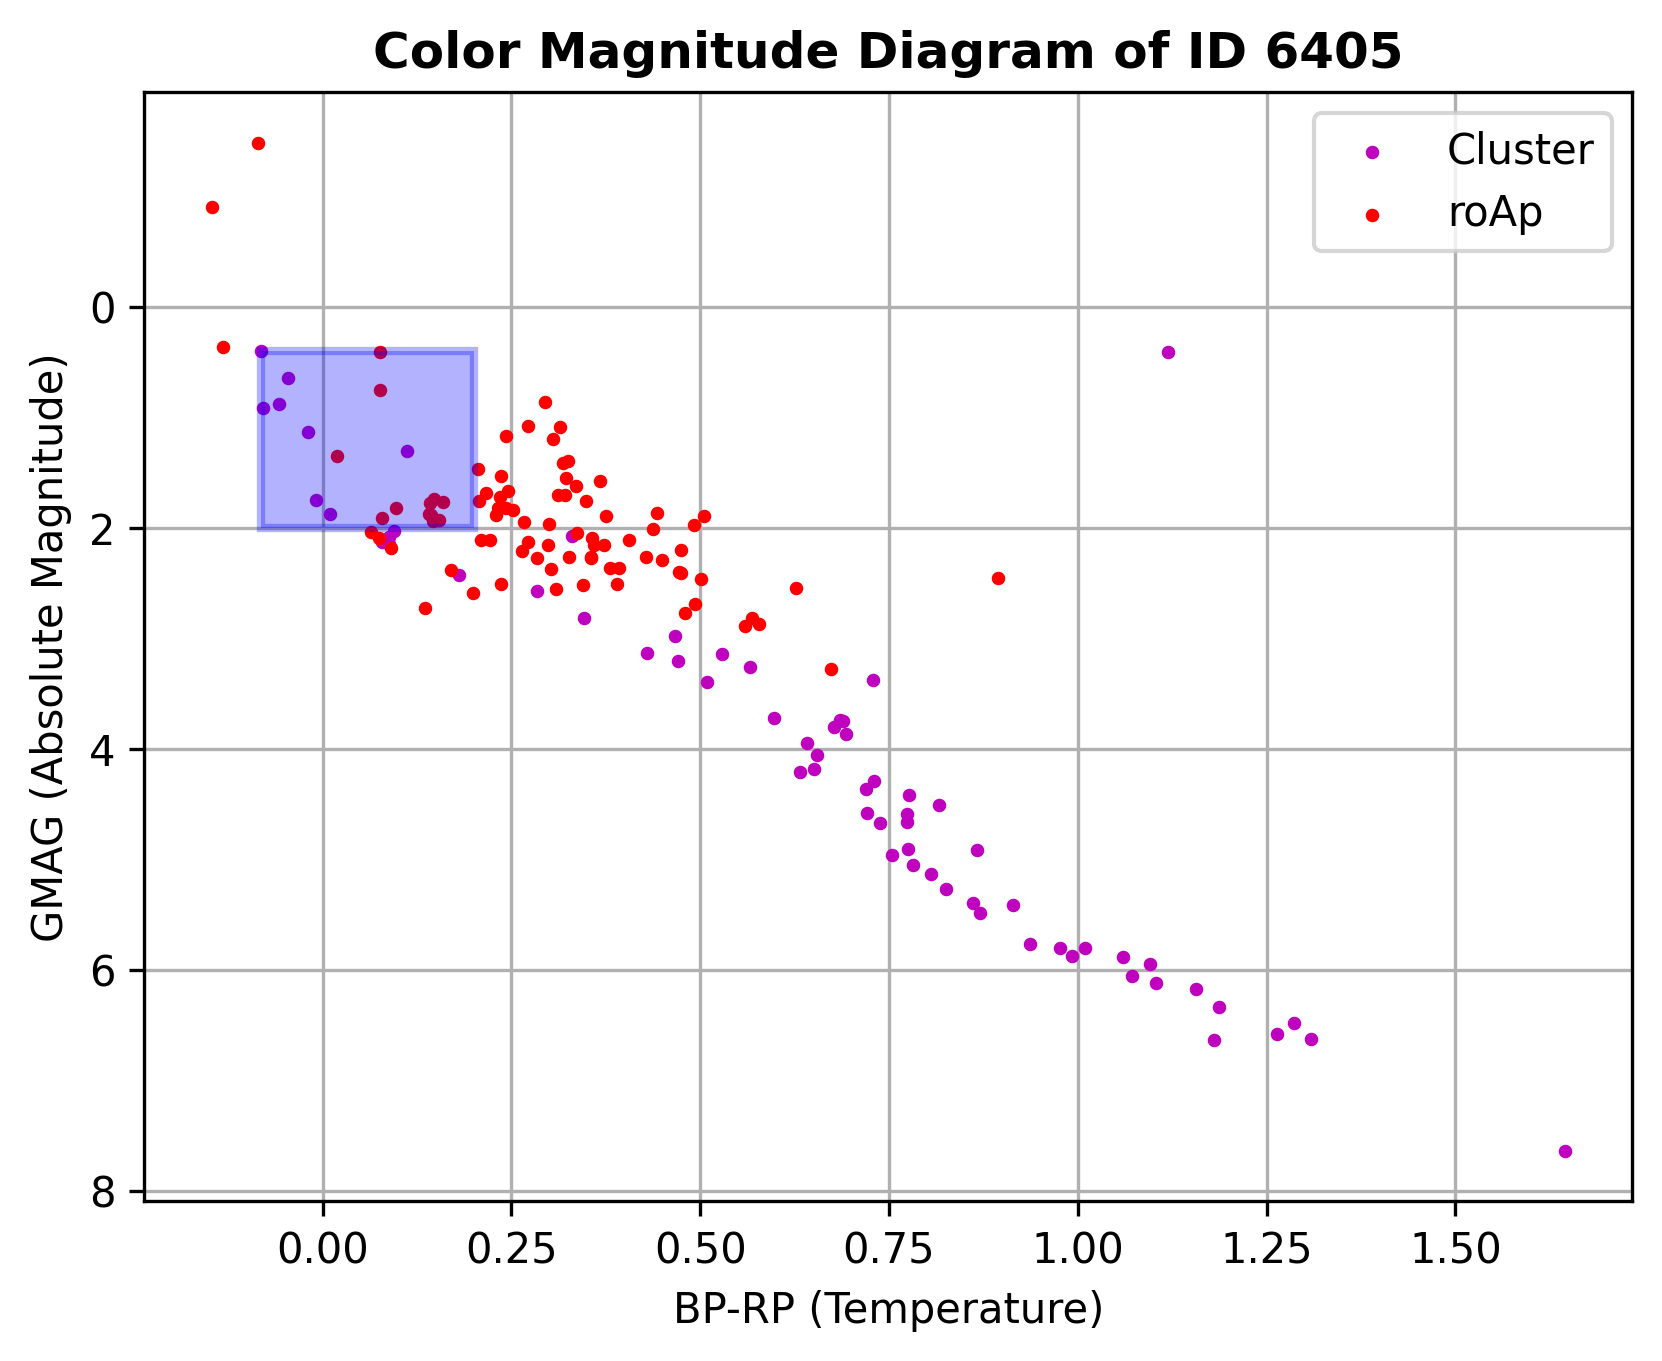 Color Magnitude Diagram of ID 6405
Cluster
roAp
GMAG (Absolute Magnitude)
0
2
4
6
8
0.00 0.25 0.50 0.75 1.00 1.25 1.50
BP-RP (Temperature)